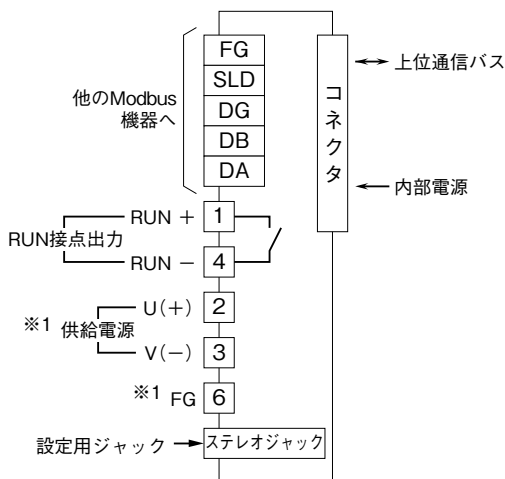 他のModbus
機器へ
FG
SLD
DG
DB
DA
コネクタ
上位通信バス
内部電源
RUN接点出力
RUN +
1
RUN −
4
※1 供給電源
U(+)
2
V(−)
3
※1 FG
6
設定用ジャック
ステレオジャック